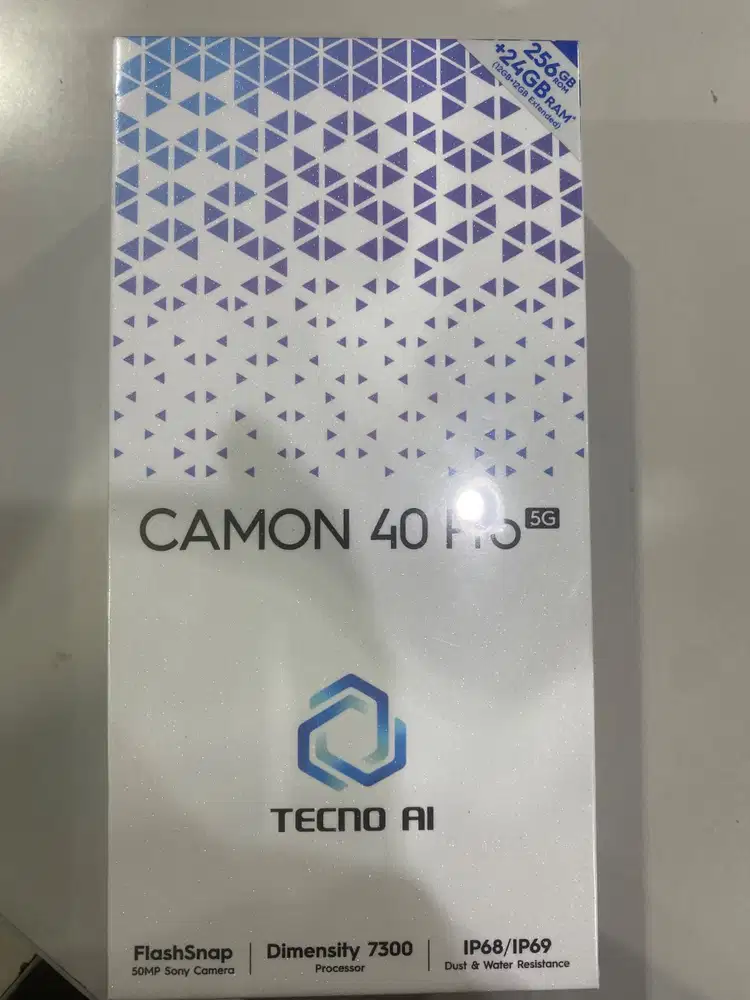 256GB ROM
+24GB RAM*
(12GB+12GB Extended)
CAMON 40 Pro 5G
TECNO AI
FlashSnap
50MP Sony Camera
Dimensity 7300
Processor
IP68/IP69
Dust & Water Resistance